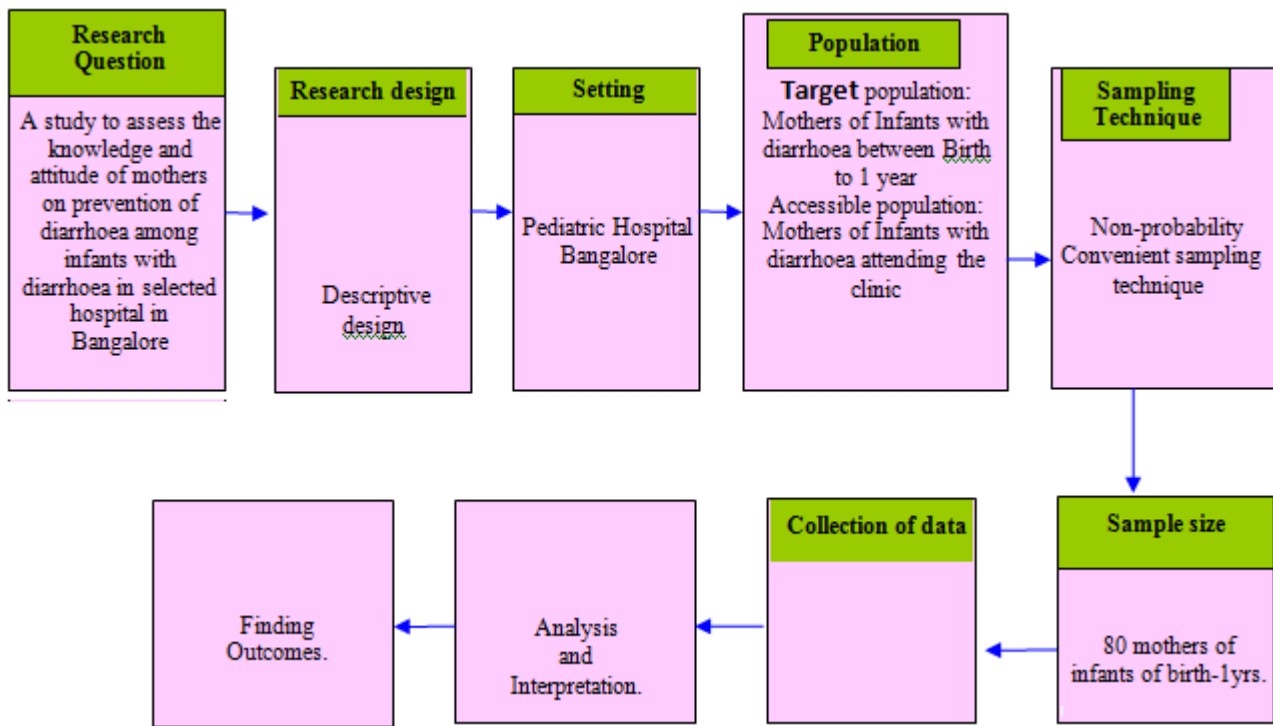 Research
Question
A study to assess the
knowledge and
attitude of mothers
on prevention of
diarrhoea among
infants with
diarrhoea in selected
hospital in
Bangalore
Research design
Descriptive
design
Setting
Pediatric Hospital
Bangalore
Population
Target population:
Mothers of Infants with
diarrhoea between Birth
to 1 year
Accessible population:
Mothers of Infants with
diarrhoea attending the
clinic
Sampling
Technique
Non-probability
Convenient sampling
technique
Sample size
80 mothers of
infants of birth-1yrs.
Collection of data
Analysis
and
Interpretation.
Finding
Outcomes.